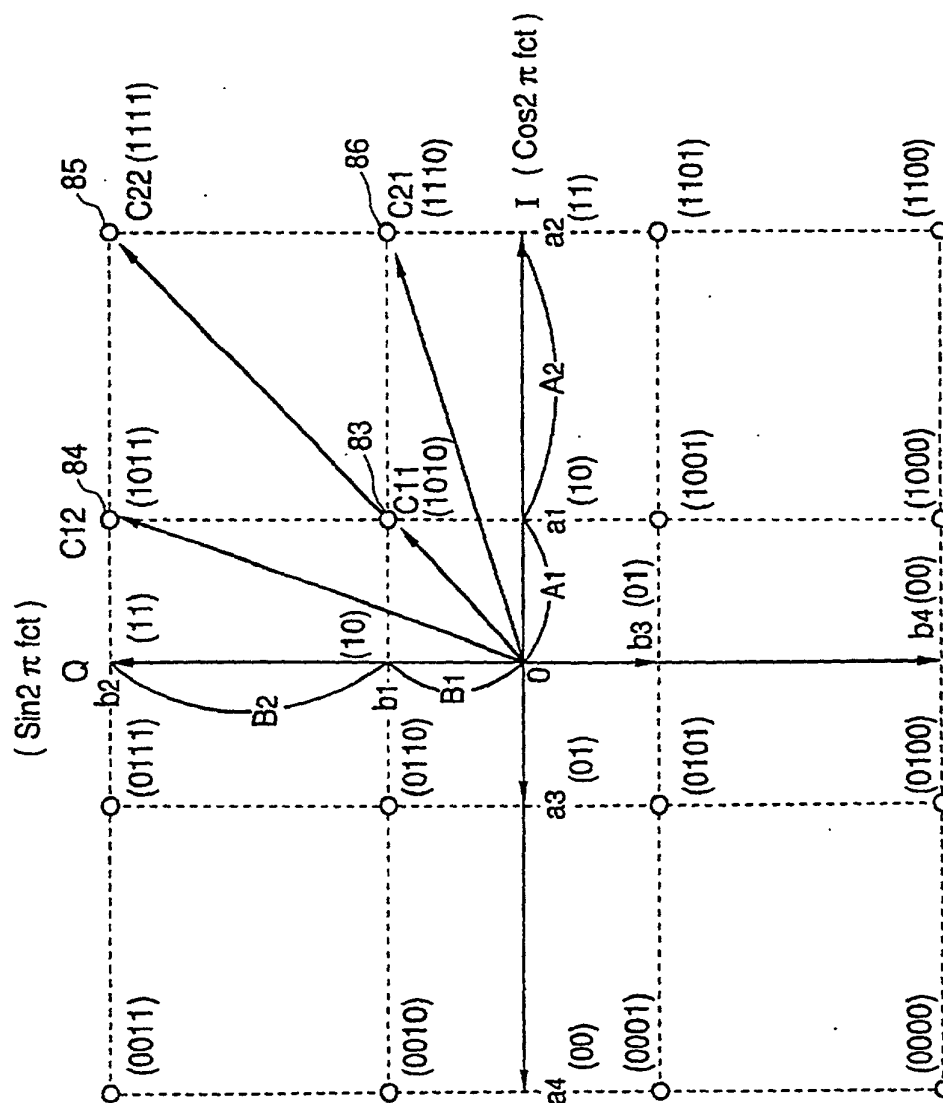 ( Sin2 π fct )
Q
b2
(0011)
(0111)
(11)
C12
84
(1011)
85
C22 (1111)
B2
(0010)
(0110)
b1
(10)
B1
83
C11
(1010)
86
C21
(1110)
I ( Cos2 π fct )
a4
(00)
a3
(01)
0
A1
a1
(10)
A2
a2
(11)
(0001)
(0101)
b3 (01)
(1001)
(1101)
(0000)
(0100)
b4 (00)
(1000)
(1100)